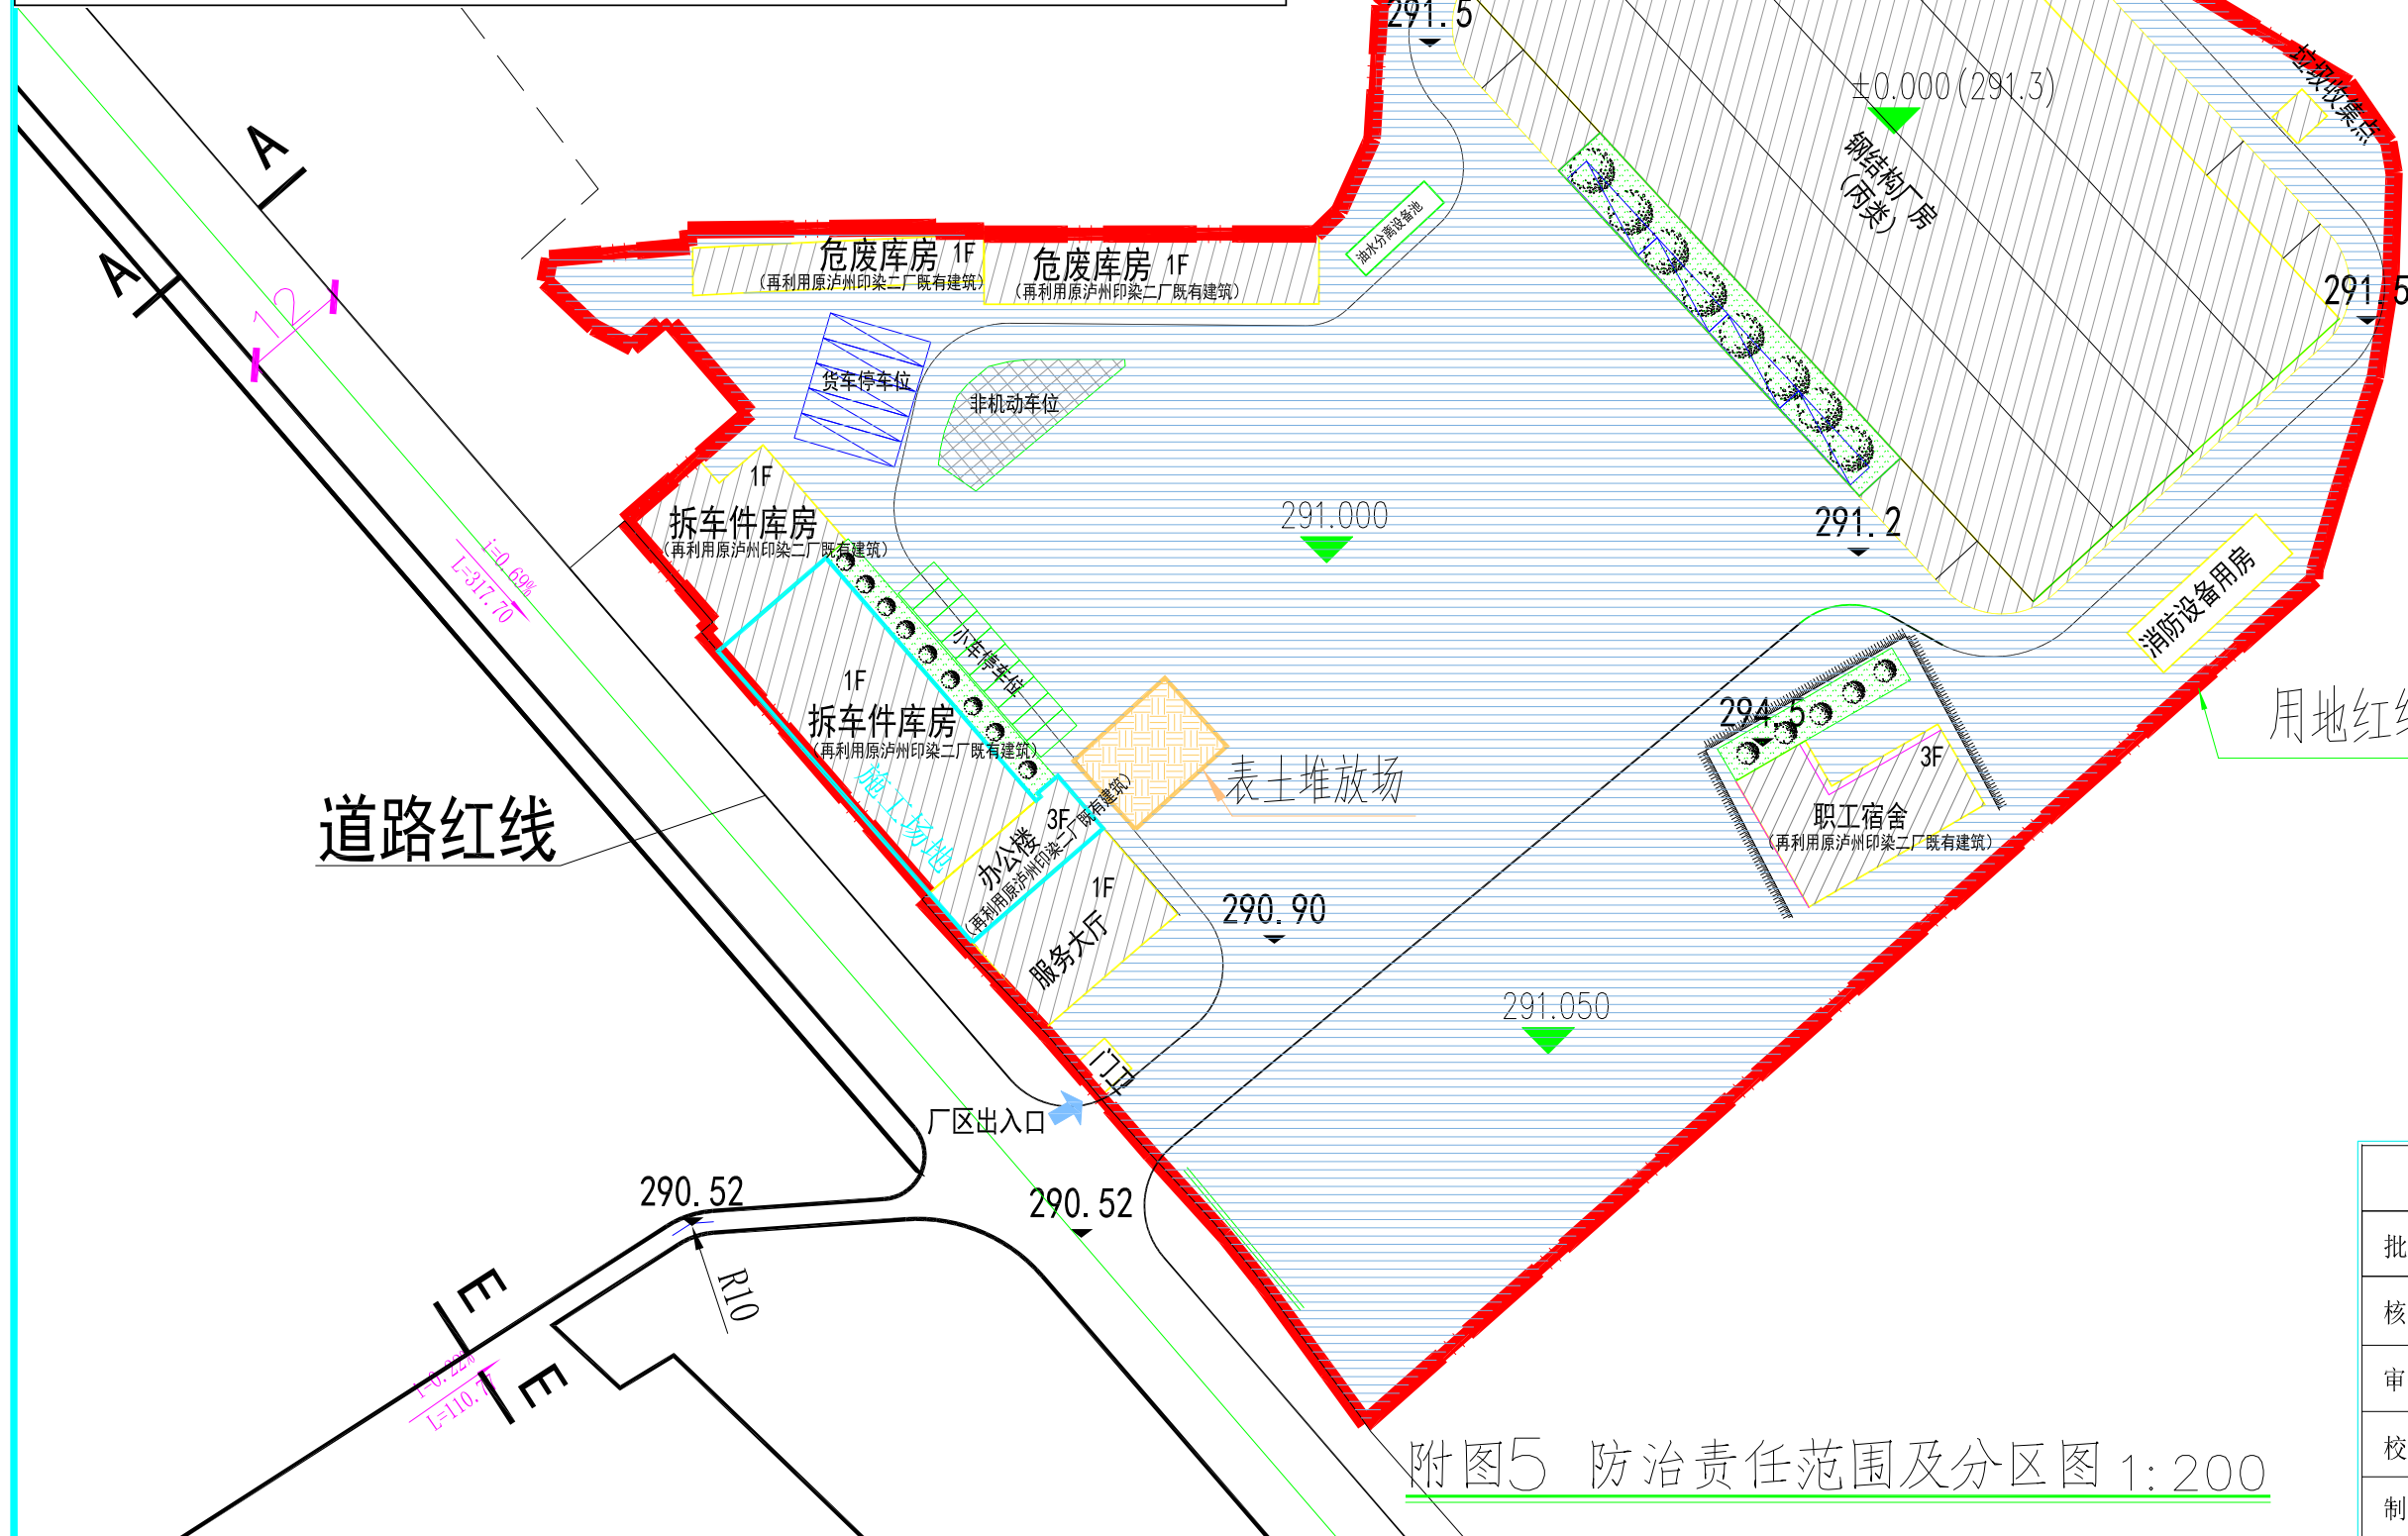 291.5
垃圾收集点
±0.000(291.3)
钢结构厂房
(丙类)
A
A
12
油水分离设备池
危废库房 1F
(再利用原泸州印染二厂既有建筑)
危废库房 1F
(再利用原泸州印染二厂既有建筑)
291.5
货车停车位
非机动车位
1F
拆车件库房
(再利用原泸州印染二厂既有建筑)
291.000
291.2
i=0.69%
L=317.70
消防设备用房
小车停车位
1F
拆车件库房
(再利用原泸州印染二厂既有建筑)
施工场地
表土堆放场
294.5
3F
职工宿舍
(再利用原泸州印染二厂既有建筑)
用地红
道路红线
3F
办公楼
(再利用原泸州印染二厂既有建筑)
1F
服务大厅
290.90
291.050
门卫
厂区出入口
290.52
290.52
R10
E
E
i=0.22%
L=110.77
批
核
审
校
制
附图5 防治责任范围及分区图 1:200